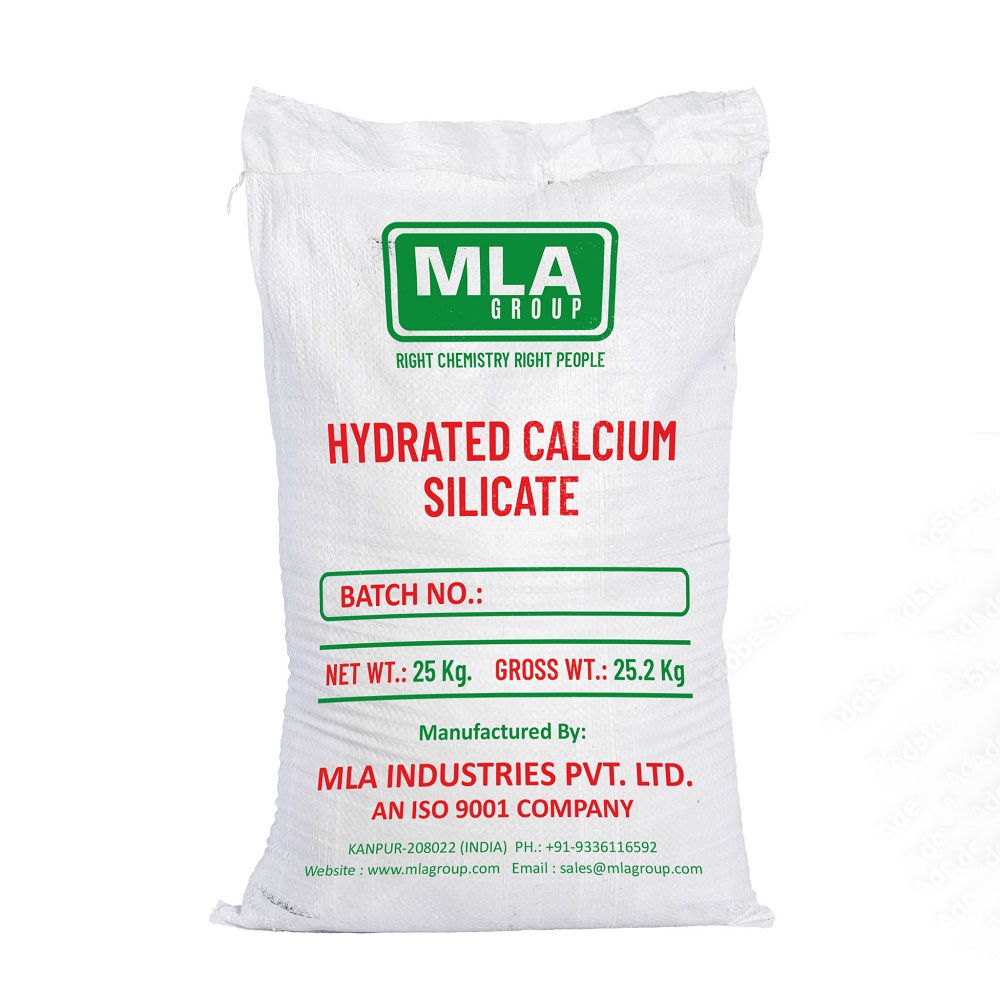 MLA
GROUP
RIGHT CHEMISTRY RIGHT PEOPLE
HYDRATED CALCIUM
SILICATE
BATCH NO.:
NET WT.: 25 Kg. GROSS WT.: 25.2 Kg
Manufactured By:
MLA INDUSTRIES PVT. LTD.
AN ISO 9001 COMPANY
KANPUR-208022 (INDIA) PH.: +91-9336116592
Website : www.mlagroup.com Email : sales@mlagroup.com